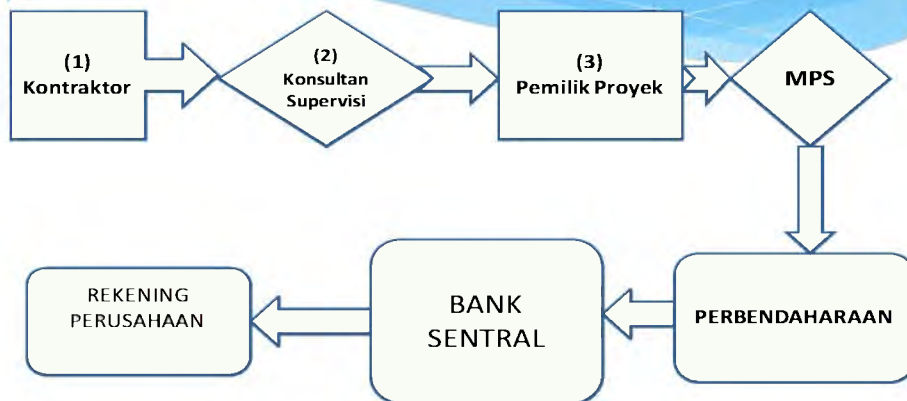 (1)
Kontraktor
(2)
Konsultan
Supervisi
(3)
Pemilik Proyek
MPS
REKENING
PERUSAHAAN
BANK
SENTRAL
PERBENDAHARAAN